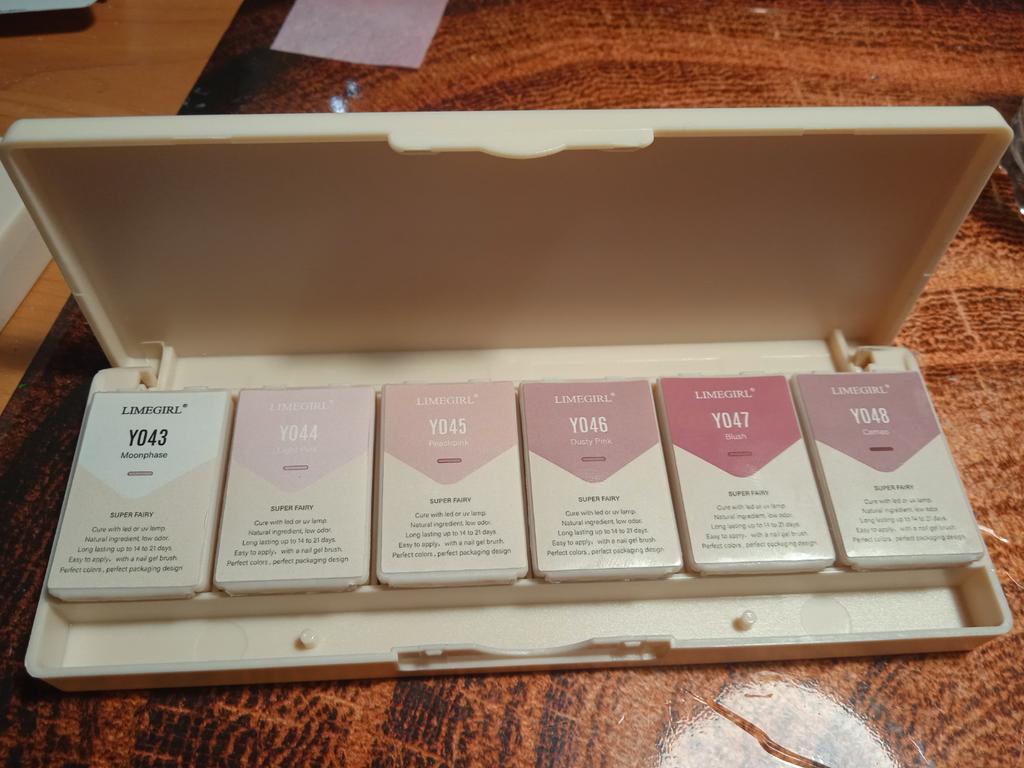 LIMEGIRL®
Y043
Moonphase
SUPER FAIRY
Cure with led or uv lamp.
Natural ingredient, low odor.
Long lasting up to 14 to 21 days.
Easy to apply, with a nail gel brush.
Perfect colors, perfect packaging design
LIMEGIRL®
Y044
Light Pink
SUPER FAIRY
Cure with led or uv lamp.
Natural ingredient, low odor.
Long lasting up to 14 to 21 days.
Easy to apply, with a nail gel brush.
Perfect colors, perfect packaging design
LIMEGIRL®
Y045
Peachpink
SUPER FAIRY
Cure with led or uv lamp.
Natural ingredient, low odor.
Long lasting up to 14 to 21 days.
Easy to apply, with a nail gel brush.
Perfect colors, perfect packaging design
LIMEGIRL®
Y046
Dusty Pink
SUPER FAIRY
Cure with led or uv lamp.
Natural ingredient, low odor.
Long lasting up to 14 to 21 days.
Easy to apply, with a nail gel brush.
Perfect colors, perfect packaging design
LIMEGIRL®
Y047
Blush
SUPER FAIRY
Cure with led or uv lamp.
Natural ingredient, low odor.
Long lasting up to 14 to 21 days.
Easy to apply, with a nail gel brush.
Perfect colors, perfect packaging design
LIMEGIRL®
Y048
Cameo
SUPER FAIRY
Cure with led or uv lamp.
Natural ingredient, low odor.
Long lasting up to 14 to 21 days.
Easy to apply, with a nail gel brush.
Perfect colors, perfect packaging design